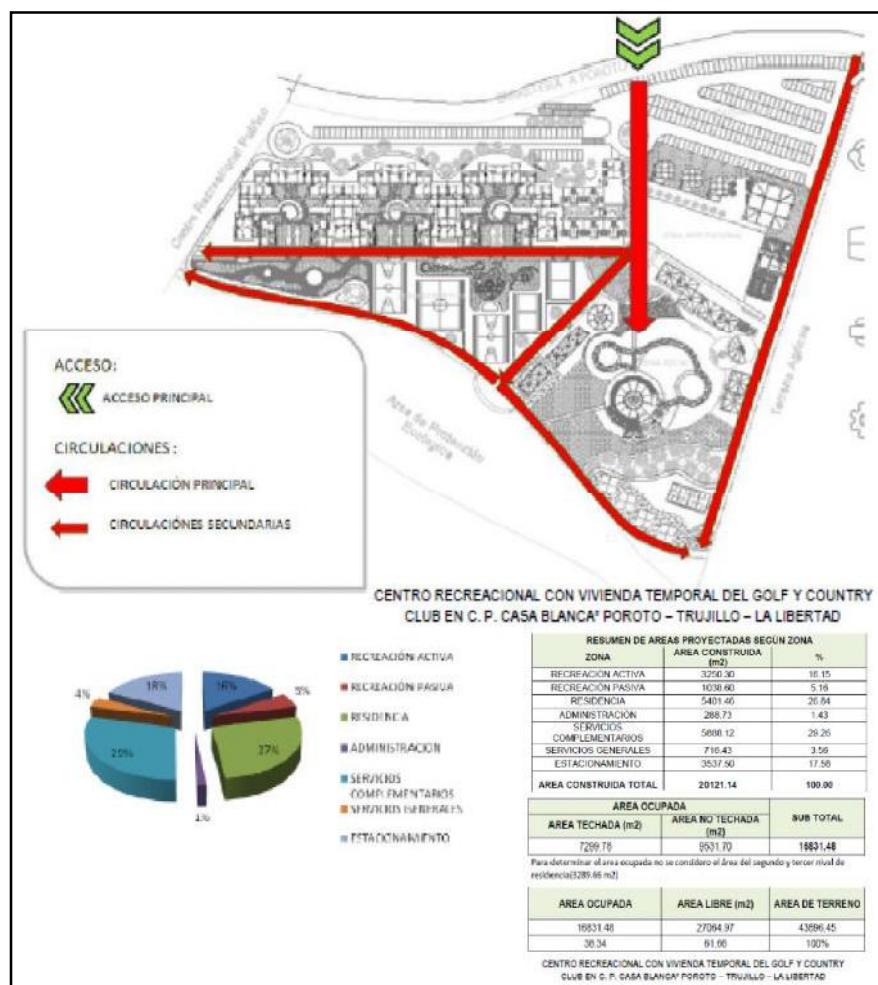 CARRETERA A POROTO
Centro Recreacional Público
ZONA SOCIAL
Terreno Agrícola
Area de Protección
Ecológica
ACCESO:
ACCESO PRINCIPAL
CIRCULACIONES :
CIRCULACIÓN PRINCIPAL
CIRCULACIÓNES SECUNDARIAS
CENTRO RECREACIONAL CON VIVIENDA TEMPORAL DEL GOLF Y COUNTRY
CLUB EN C. P. CASA BLANCA" POROTO – TRUJILLO – LA LIBERTAD
18%
16%
5%
27%
1%
29%
4%
RECREACIÓN ACTIVA
RECREACIÓN PASIVA
RESIDENCIA
ADMINISTRACION
SERVICIOS
COMPLEMENTARIOS
SERVICIOS GENERALES
ESTACIONAMIENTO
RESUMEN DE AREAS PROYECTADAS SEGÚN ZONA
ZONA AREA CONSTRUIDA (m2) %
RECREACIÓN ACTIVA 3250.30 16.15
RECREACIÓN PASIVA 1038.60 5.16
RESIDENCIA 5401.46 26.84
ADMINISTRACIÓN 288.73 1.43
SERVICIOS COMPLEMENTARIOS 5888.12 29.26
SERVICIOS GENERALES 716.43 3.56
ESTACIONAMIENTO 3537.50 17.58
AREA CONSTRUIDA TOTAL 20121.14 100.00
AREA OCUPADA SUB TOTAL
AREA TECHADA (m2) AREA NO TECHADA (m2)
7299.78 9531.70 16831.48
Para determinar el area ocupada no se considero el área del segundo y tercer nivel de
residencia(3289.66 m2)
AREA OCUPADA AREA LIBRE (m2) AREA DE TERRENO
16831.48 27064.97 43896.45
38.34 61.66 100%
CENTRO RECREACIONAL CON VIVIENDA TEMPORAL DEL GOLF Y COUNTRY
CLUB EN C. P. CASA BLANCA" POROTO – TRUJILLO – LA LIBERTAD